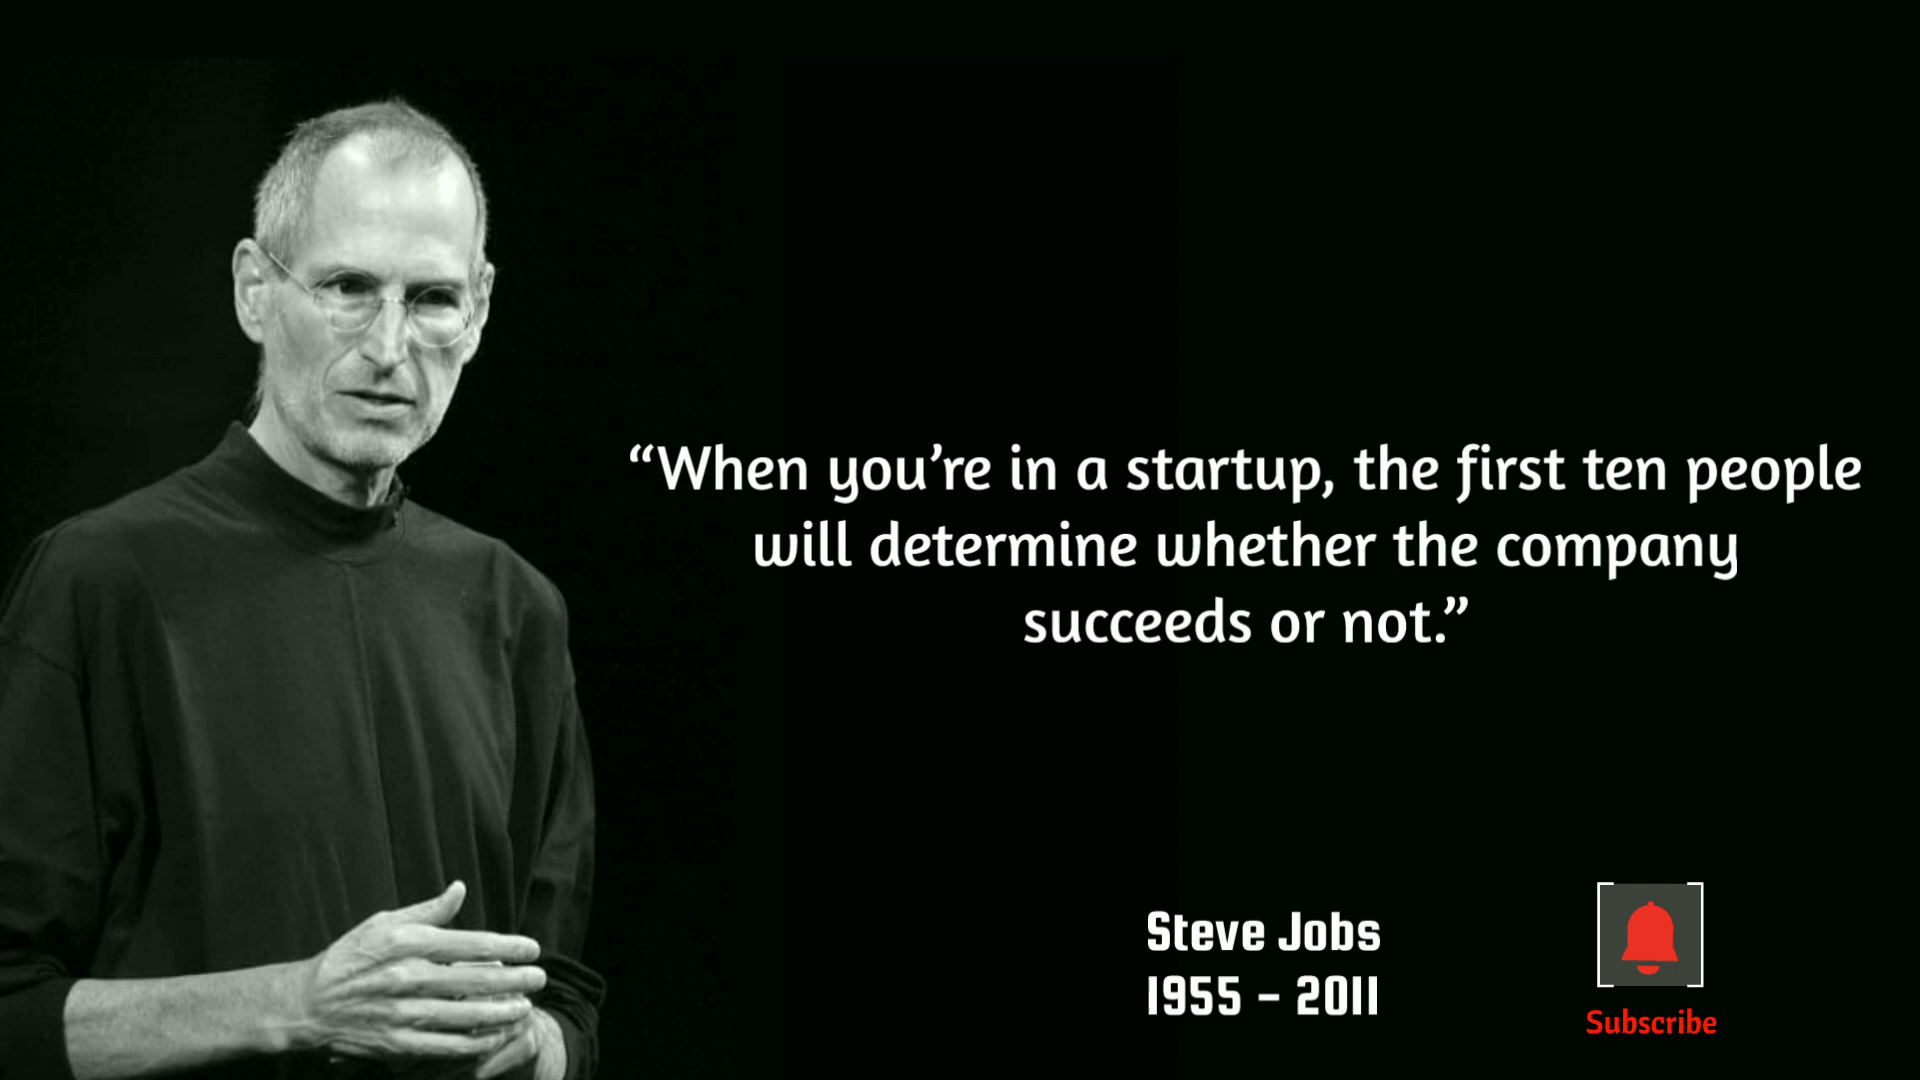 “When you’re in a startup, the first ten people
will determine whether the company
succeeds or not.”
Steve Jobs
1955 – 2011
Subscribe